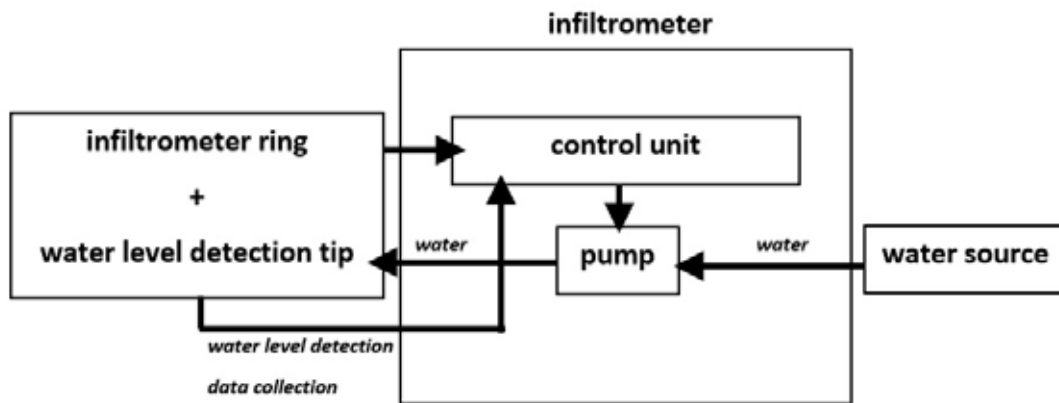 infiltrometer
infiltrometer ring
+
water level detection tip
control unit
water
pump
water
water source
water level detection
data collection